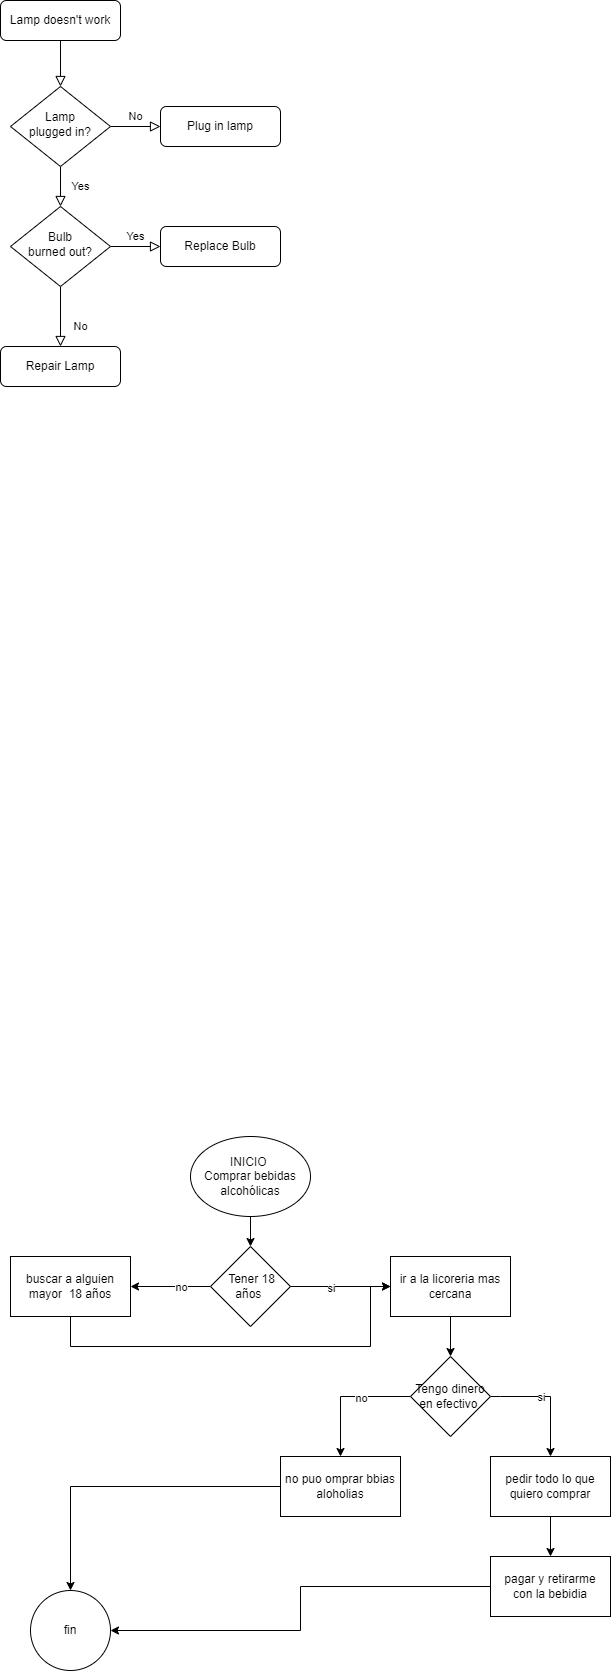 Lamp doesn't work
Lamp
plugged in?
No
Plug in lamp
Yes
Bulb
burned out?
Yes
Replace Bulb
No
Repair Lamp
INICIO
Comprar bebidas
alcohólicas
buscar a alguien
mayor 18 años
no
Tener 18
años
si
ir a la licoreria mas
cercana
Tengo dinero
en efectivo
no
si
no puo omprar bbias
aloholias
pedir todo lo que
quiero comprar
pagar y retirarme
con la bebidia
fin